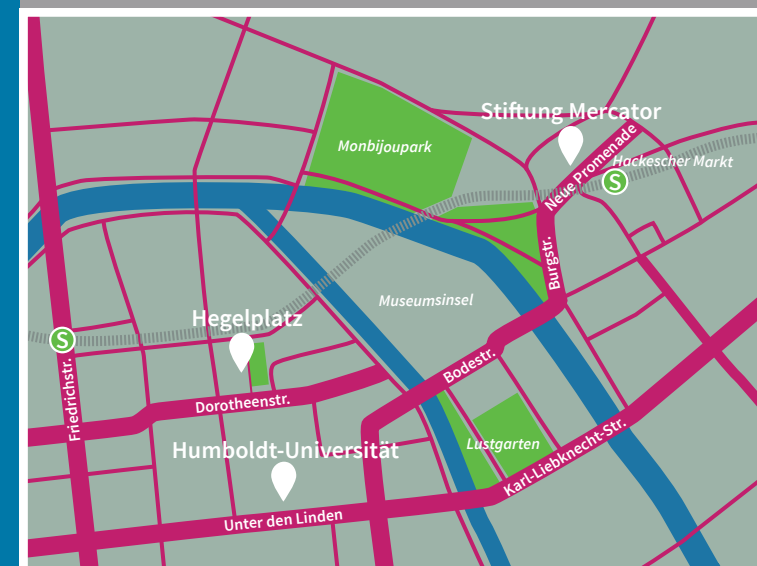 Stiftung Mercator
Monbijoupark
Neue Promenade
Hackescher Markt
S
Burgstr.
Museumsinsel
Hegelplatz
S
Friedrichstr.
Bodestr.
Dorotheenstr.
Humboldt-Universität
Lustgarten
Karl-Liebknecht-Str.
Unter den Linden